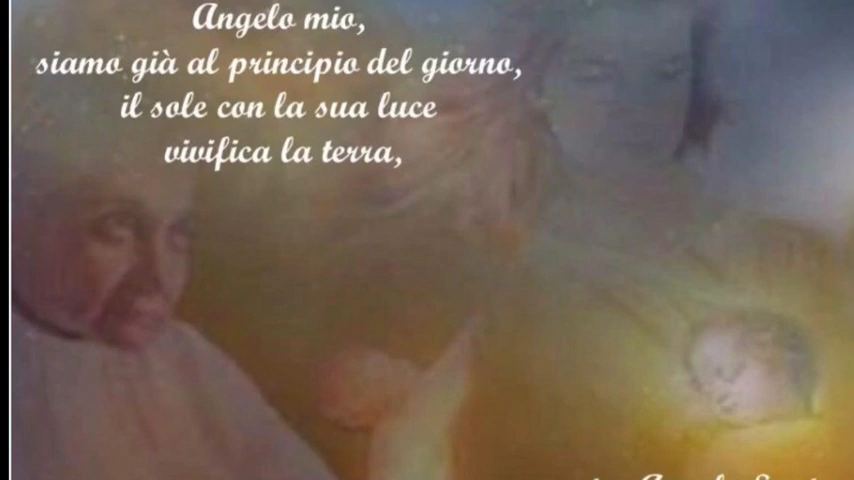 Angelo mio,
siamo già al principio del giorno,
il sole con la sua luce
vivifica la terra,